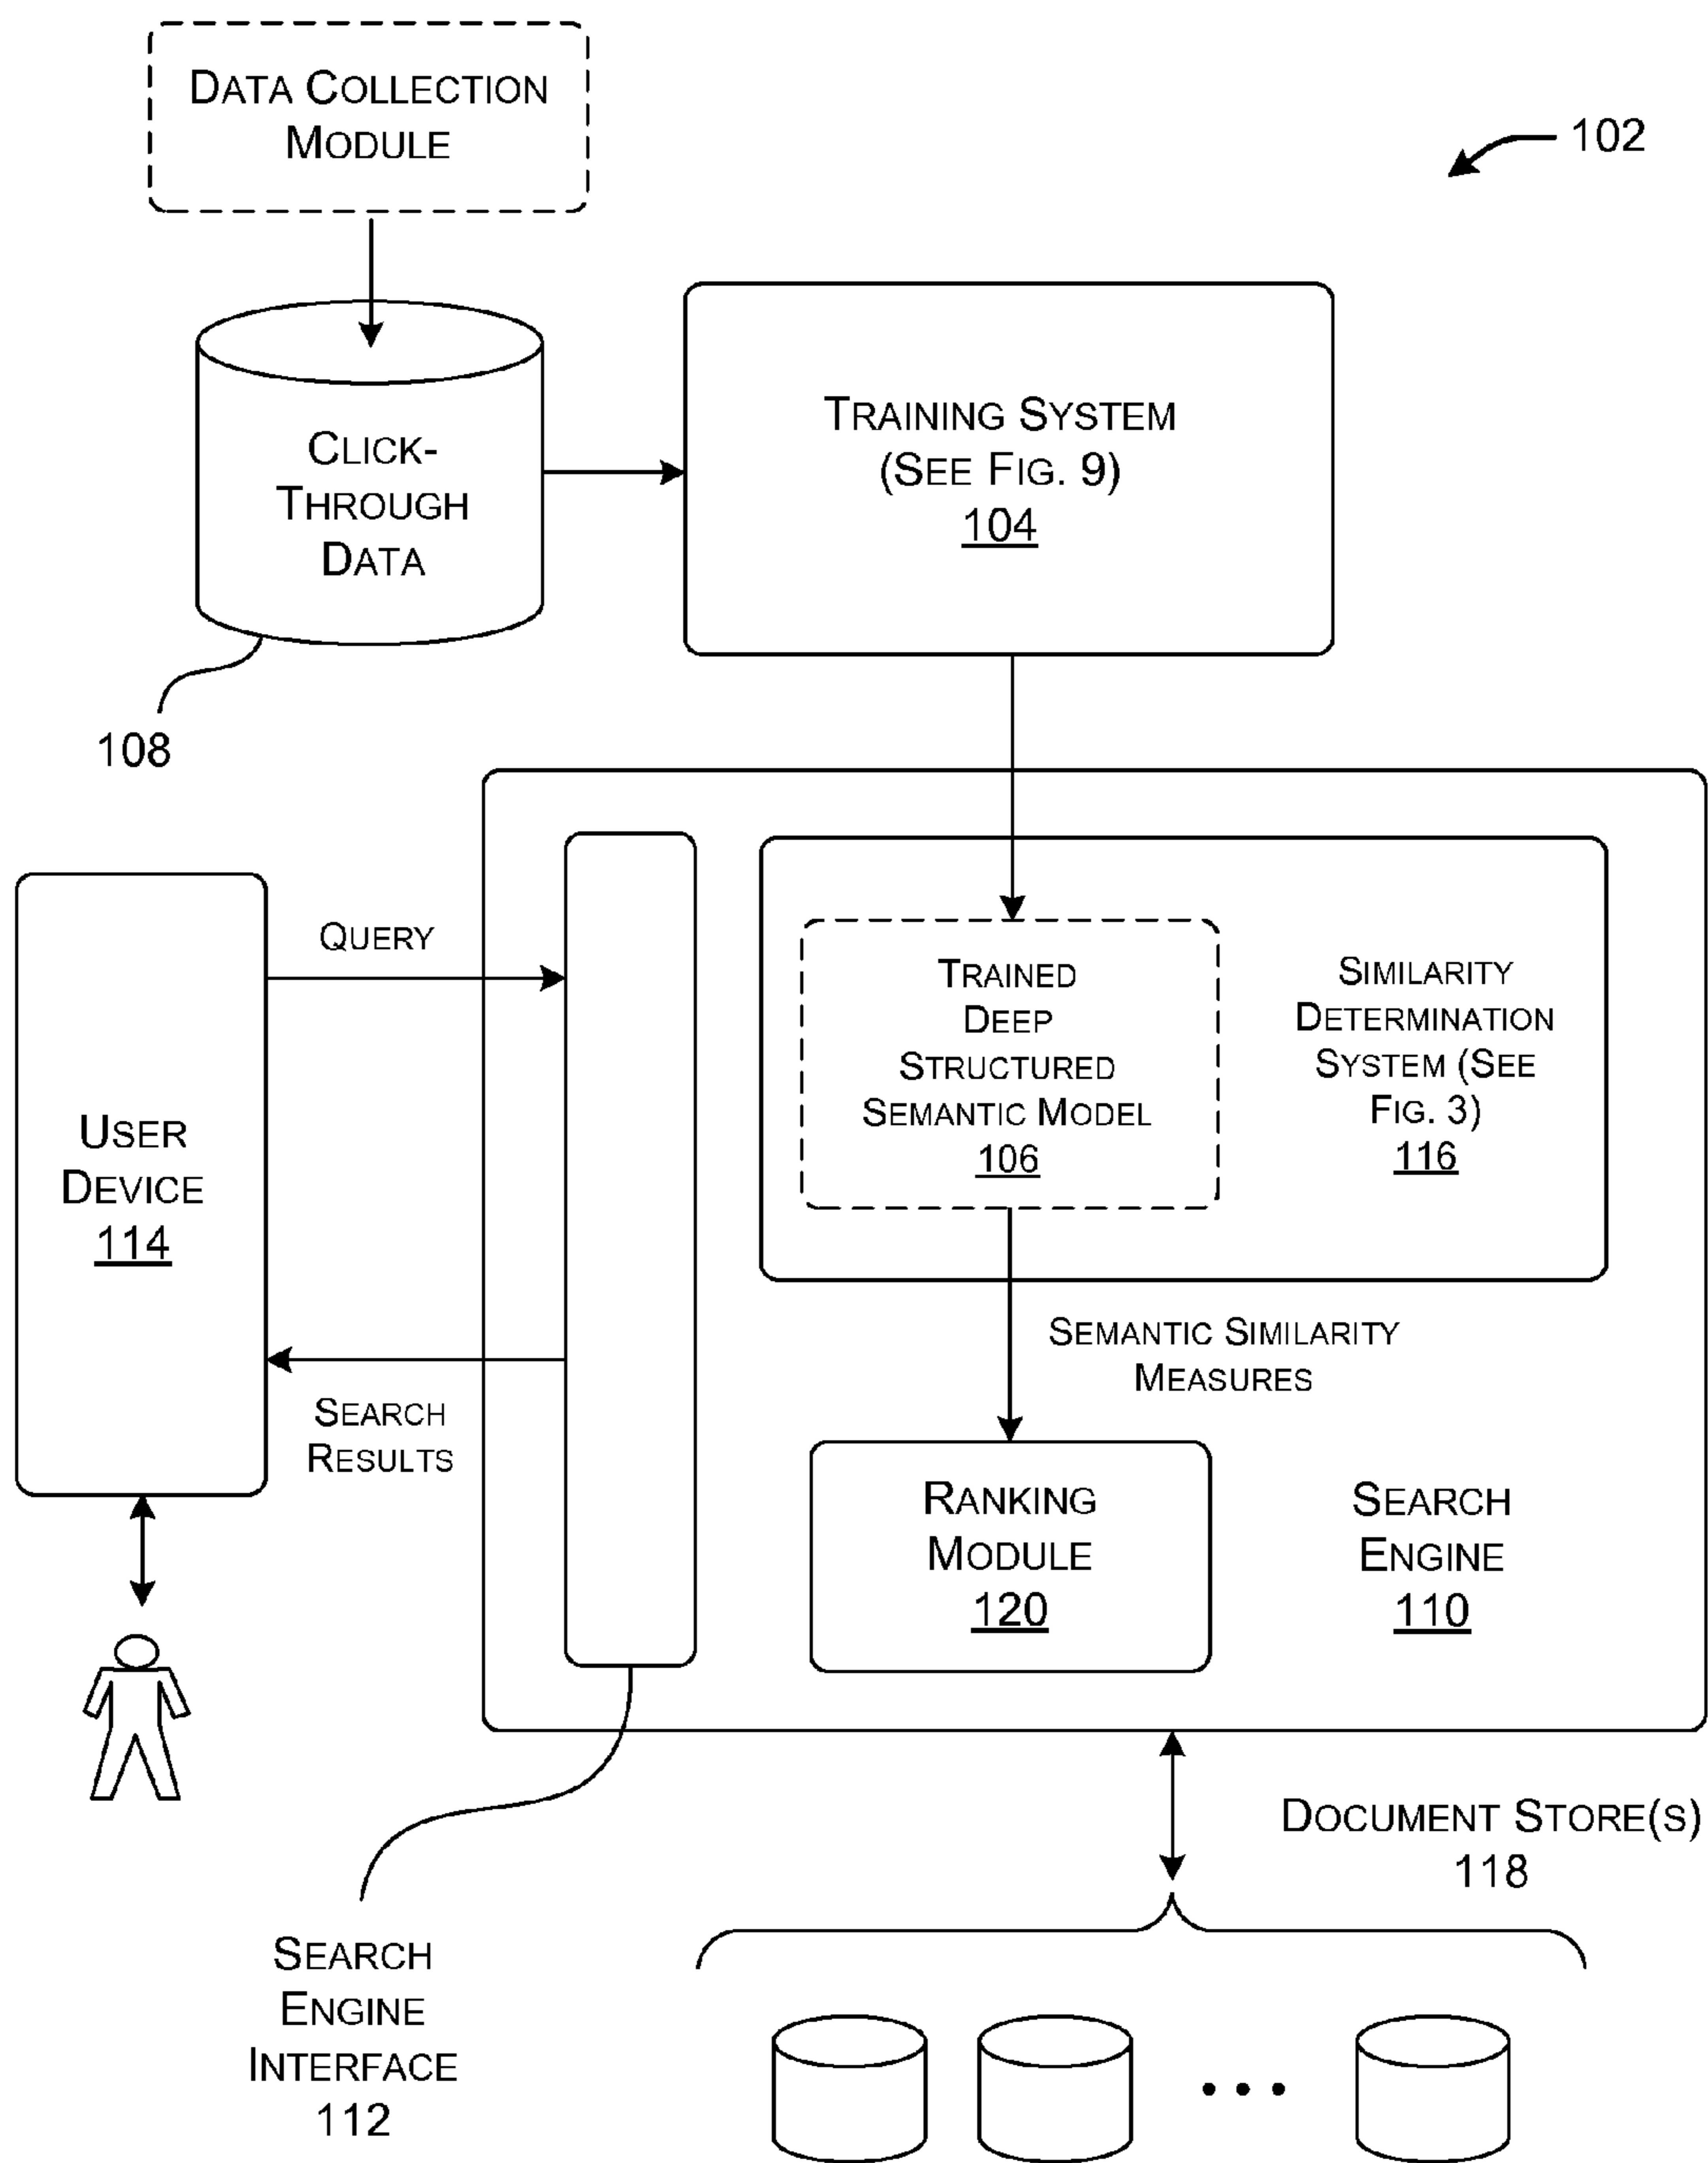 DATA COLLECTION
MODULE
102
CLICK-
THROUGH
DATA
108
TRAINING SYSTEM
(SEE FIG. 9)
104
USER
DEVICE
114
QUERY
SEARCH
RESULTS
TRAINED
DEEP
STRUCTURED
SEMANTIC MODEL
106
SIMILARITY
DETERMINATION
SYSTEM (SEE
FIG. 3)
116
SEMANTIC SIMILARITY
MEASURES
RANKING
MODULE
120
SEARCH
ENGINE
110
SEARCH
ENGINE
INTERFACE
112
DOCUMENT STORE(S)
118